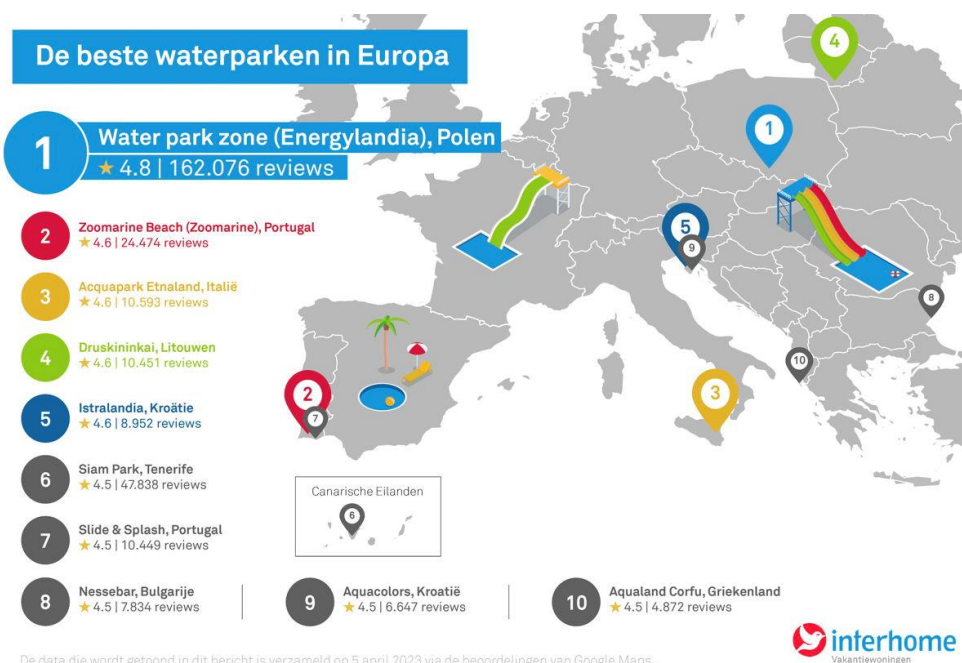 De beste waterparken in Europa
1
Water park zone (Energylandia), Polen
★ 4.8 | 162.076 reviews
2
Zoomarine Beach (Zoomarine), Portugal
★ 4.6 | 24.474 reviews
3
Acquapark Etnaland, Italië
★ 4.6 | 10.593 reviews
4
Druskininkai, Litouwen
★ 4.6 | 10.451 reviews
5
Istralandia, Kroätie
★ 4.6 | 8.952 reviews
6
Siam Park, Tenerife
★ 4.5 | 47.838 reviews
7
Slide & Splash, Portugal
★ 4.5 | 10.449 reviews
8
Nessebar, Bulgarije
★ 4.5 | 7.834 reviews
9
Aquacolors, Kroatië
★ 4.5 | 6.647 reviews
10
Aqualand Corfu, Griekenland
★ 4.5 | 4.872 reviews
4
1
5
9
8
10
2
7
3
Canarische Eilanden
6
De data die wordt getoond in dit bericht is verzameld op 5 april 2023 via de beoordelingen van Google Maps
interhome
Vakantiewoningen